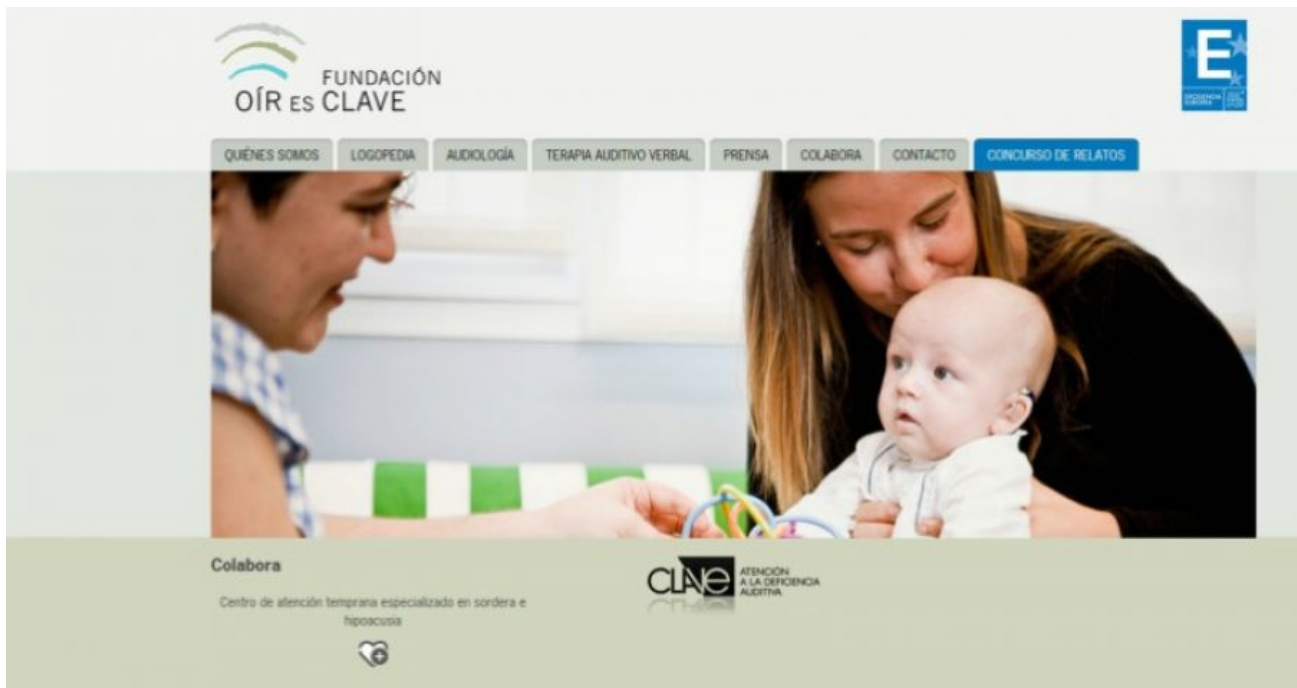 FUNDACIÓN
OÍR ES CLAVE
E
QUIÉNES SOMOS
LOGOPEDIA
AUDIOLOGÍA
TERAPIA AUDITIVO VERBAL
PRENSA
COLABORA
CONTACTO
CONCURSO DE RELATOS
Colabora
Centro de atención temprana especializado en sordera e
hipoacusia
CLAVE
ATENCIÓN
A LA DEFICIENCIA
AUDITIVA